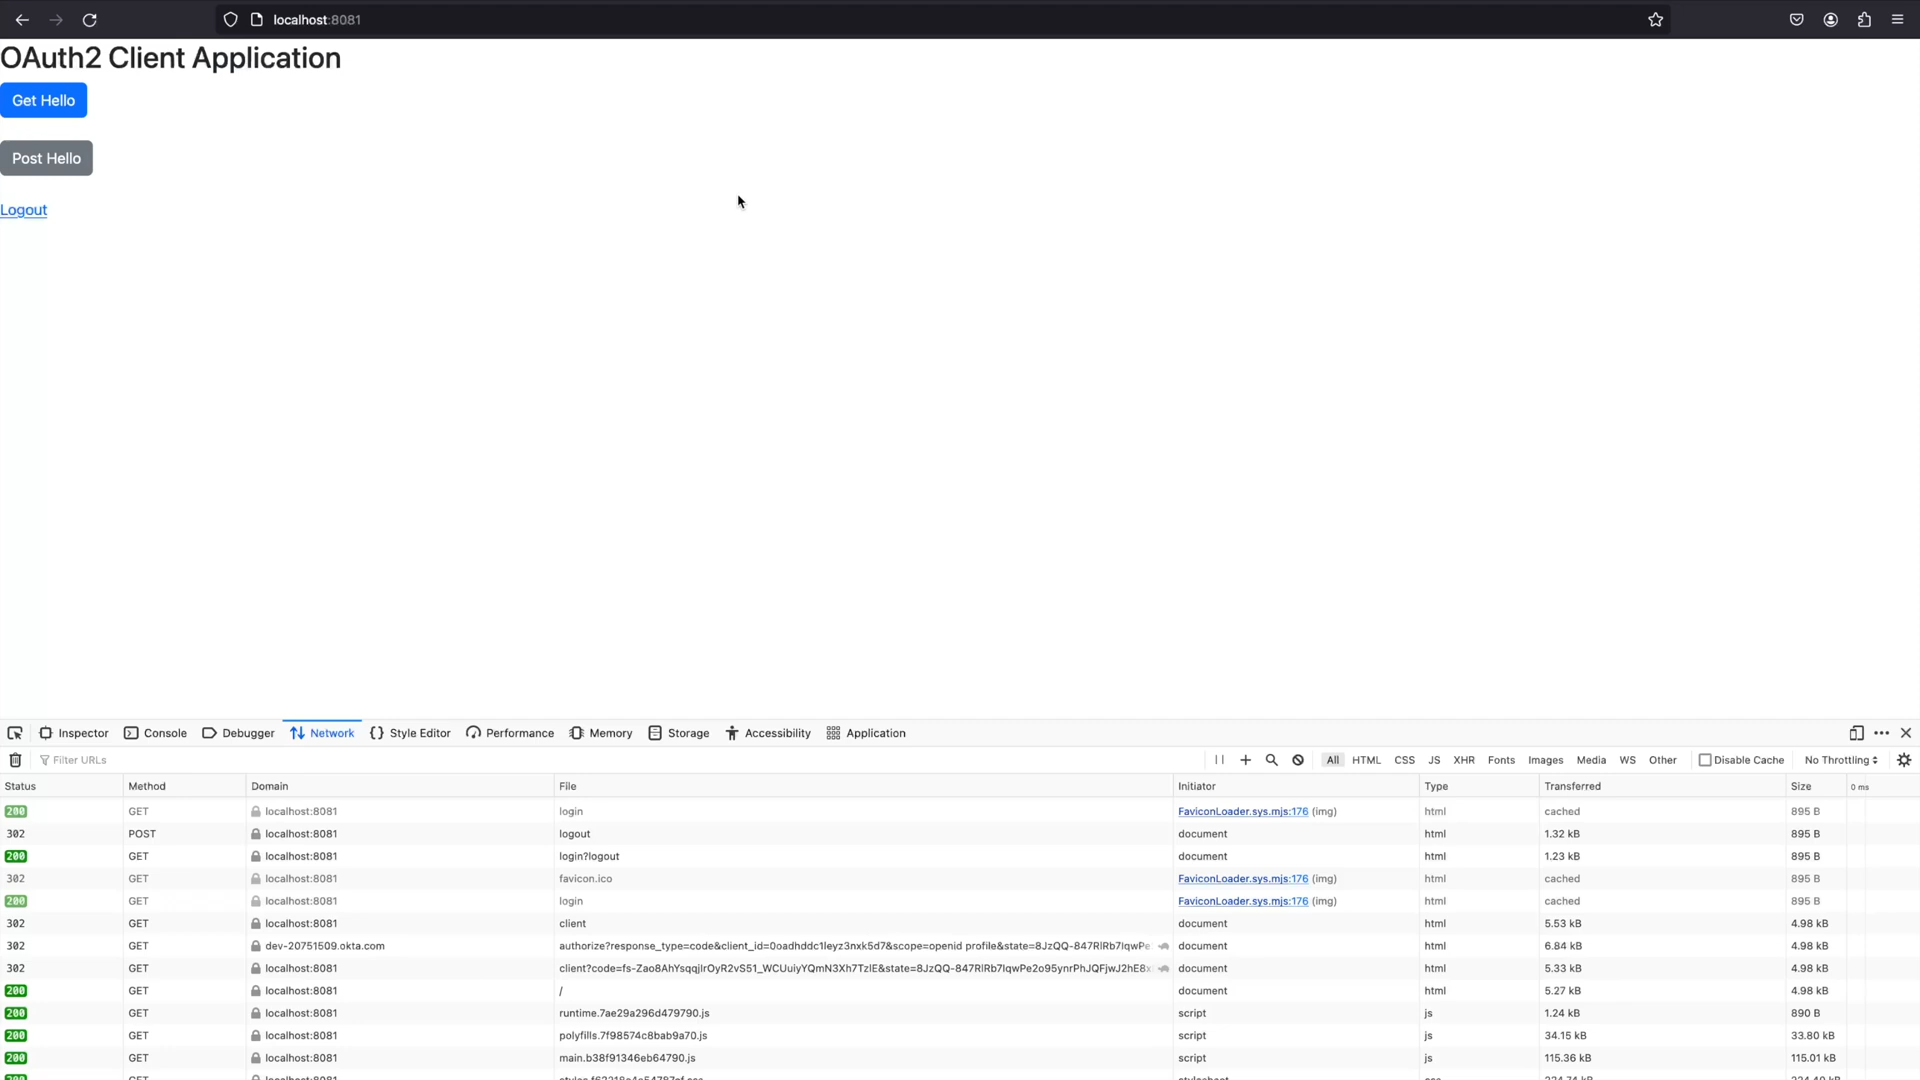 localhost:8081
OAuth2 Client Application
Get Hello
Post Hello
Logout
Inspector Console Debugger Network Style Editor Performance Memory Storage Accessibility Application
Filter URLs All HTML CSS JS XHR Fonts Images Media WS Other Disable Cache No Throttling
Status Method Domain File Initiator Type Transferred Size 0 ms
200 GET localhost:8081 login FaviconLoader.sys.mjs:176 (img) html cached 895 B
302 POST localhost:8081 logout document html 1.32 kB 895 B
200 GET localhost:8081 login?logout document html 1.23 kB 895 B
302 GET localhost:8081 favicon.ico FaviconLoader.sys.mjs:176 (img) html cached 895 B
200 GET localhost:8081 login FaviconLoader.sys.mjs:176 (img) html cached 895 B
302 GET localhost:8081 client document html 5.53 kB 4.98 kB
302 GET dev-20751509.okta.com authorize?response_type=code&client_id=0oadhddc1leyz3nxk5d7&scope=openid profile&state=8JzQQ-847RlRb7lqwPe document html 6.84 kB 4.98 kB
302 GET localhost:8081 client?code=fs-Zao8AhYsqqjlrOyR2vS51_WCUuiyYQmN3Xh7TzlE&state=8JzQQ-847RlRb7lqwPe2o95ynrPhJQFjwJ2hE8x document html 5.33 kB 4.98 kB
200 GET localhost:8081 / document html 5.27 kB 4.98 kB
200 GET localhost:8081 runtime.7ae29a296d479790.js script js 1.24 kB 890 B
200 GET localhost:8081 polyfills.7f98574c8bab9a70.js script js 34.15 kB 33.80 kB
200 GET localhost:8081 main.b38f91346eb64790.js script js 115.36 kB 115.01 kB